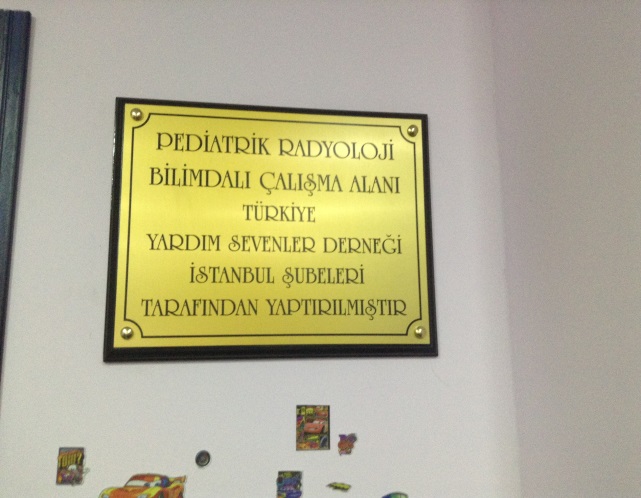 PEDİATRİK RADYOLOJİ
BİLİMDALI ÇALIŞMA ALANI
TÜRKİYE
YARDIM SEVENLER DERNEĞİ
İSTANBUL ŞUBELERİ
TARAFINDAN YAPTIRILMIŞTIR